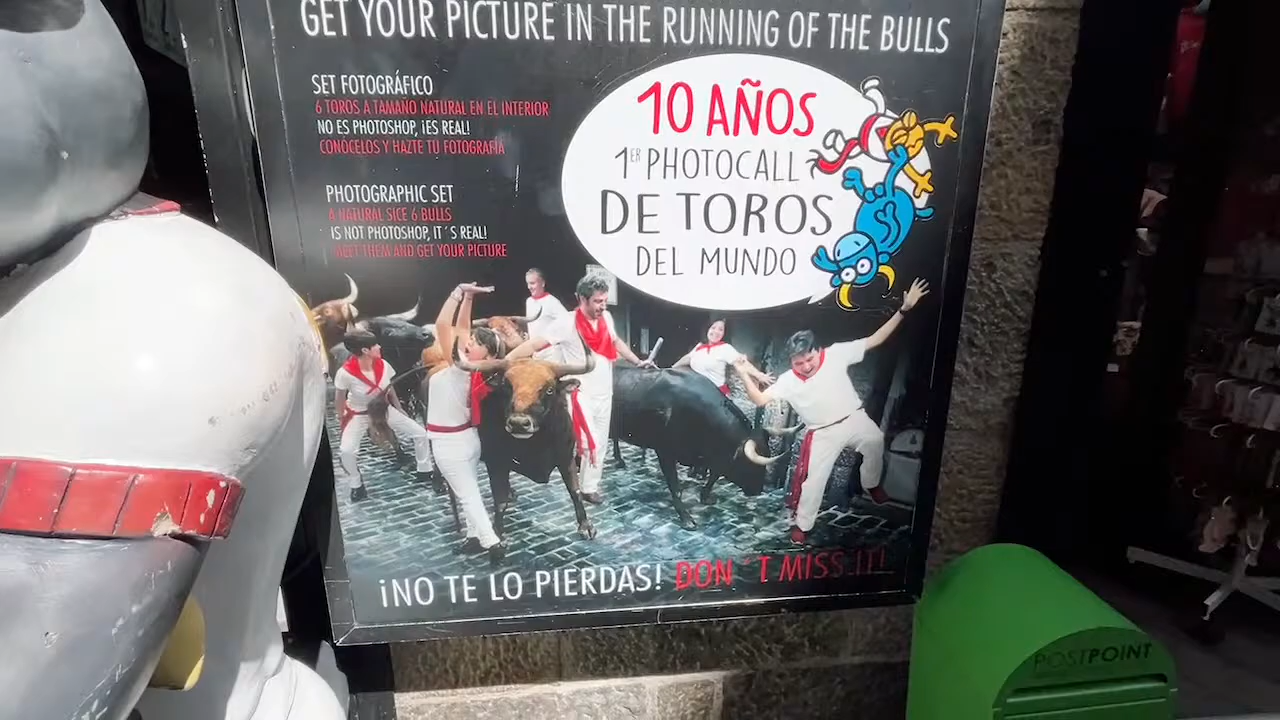 GET YOUR PICTURE IN THE RUNNING OF THE BULLS
SET FOTOGRÁFICO
6 TOROS A TAMAÑO NATURAL EN EL INTERIOR
NO ES PHOTOSHOP, ¡ES REAL!
CONÓCELOS Y HAZTE TU FOTOGRAFÍA
PHOTOGRAPHIC SET
A NATURAL SICE 6 BULLS
IS NOT PHOTOSHOP, IT´S REAL!
MEET THEM AND GET YOUR PICTURE
10 AÑOS
1ER PHOTOCALL
DE TOROS
DEL MUNDO
¡NO TE LO PIERDAS! DON´T MISS IT!
POSTPOINT